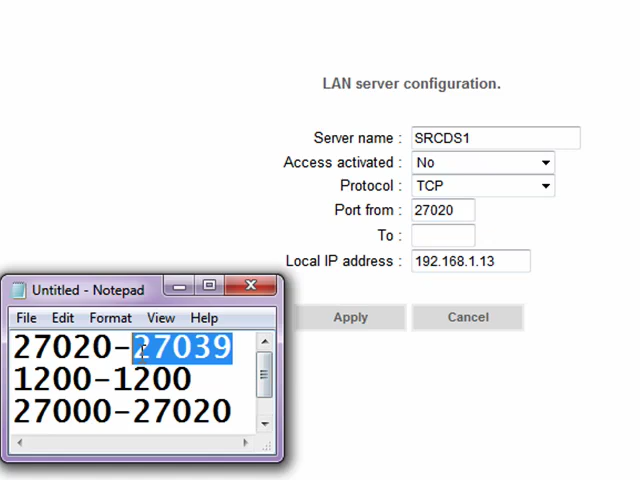 LAN server configuration.
Server name : SRCDS1
Access activated : No
Protocol : TCP
Port from : 27020
To :
Local IP address : 192.168.1.13
Apply Cancel
Untitled - Notepad
File Edit Format View Help
27020-27039
1200-1200
27000-27020